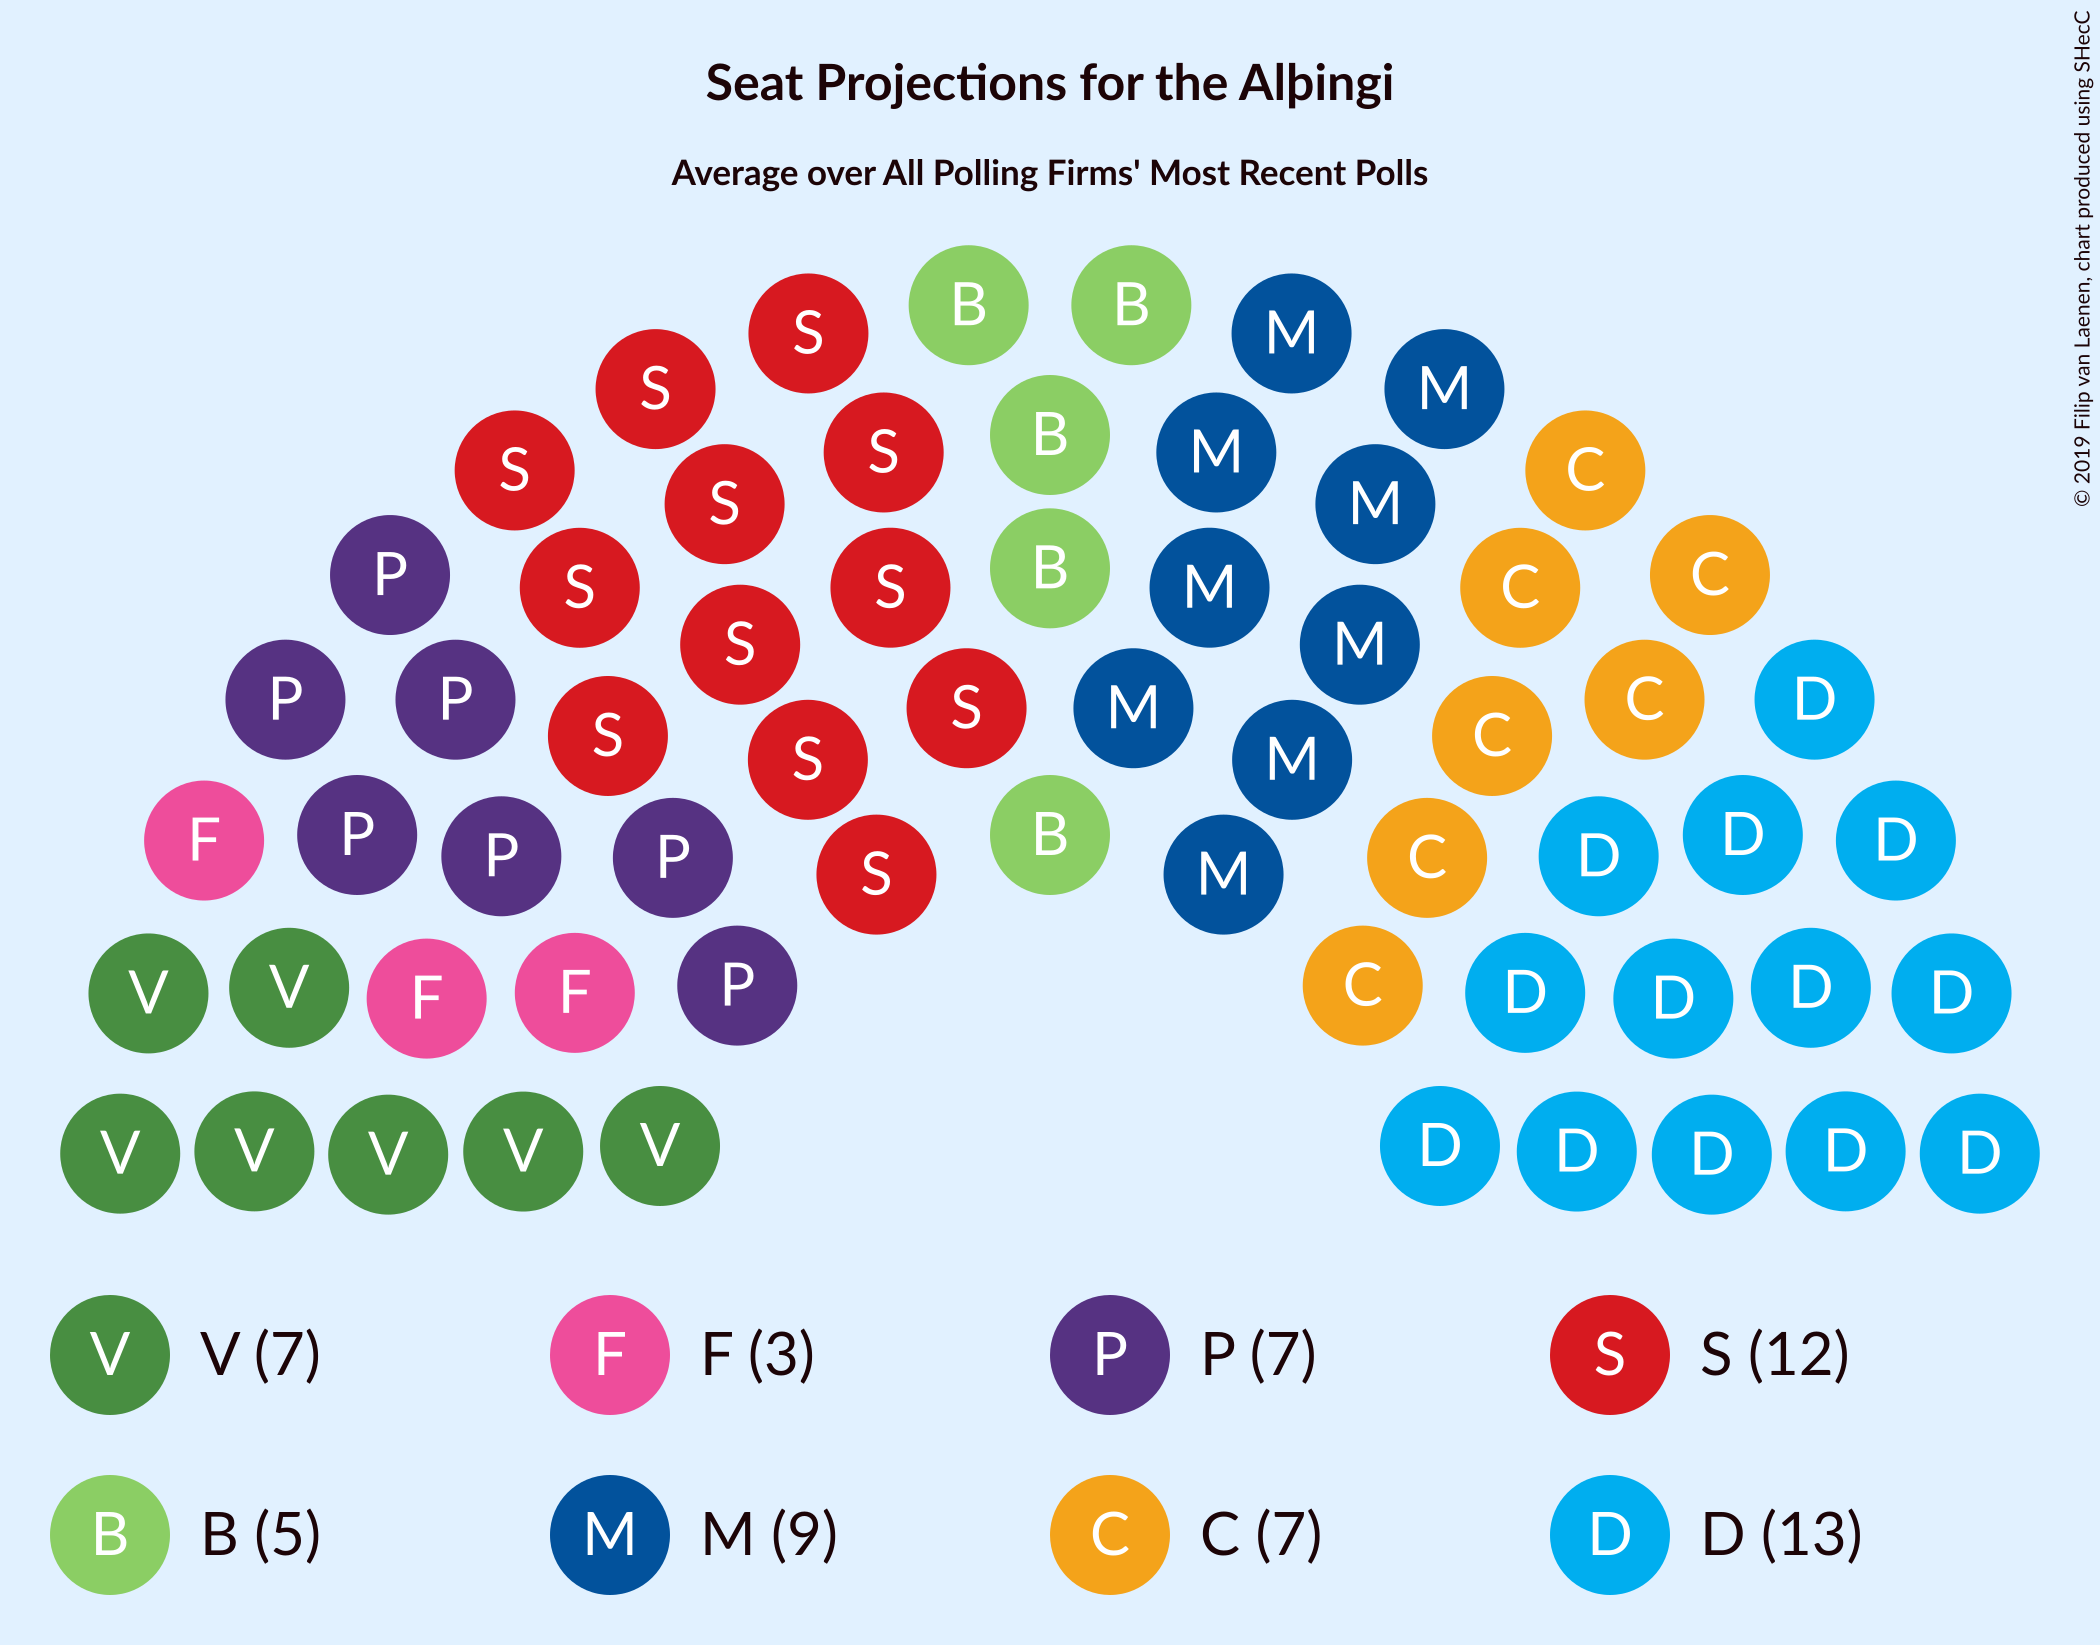 Seat Projections for the Alþingi
Average over All Polling Firms' Most Recent Polls
© 2019 Filip van Laenen, chart produced using SHecC
B B
S M
S M
B
S M
S C
S M
B
P C
S S M C
S M
P P C D
S M
S C
S M
F P D D
B
P P C D
S M
V V F F P C D D D D
V V V V V D D D D D
V V (7) F F (3) P P (7) S S (12)
B B (5) M M (9) C C (7) D D (13)